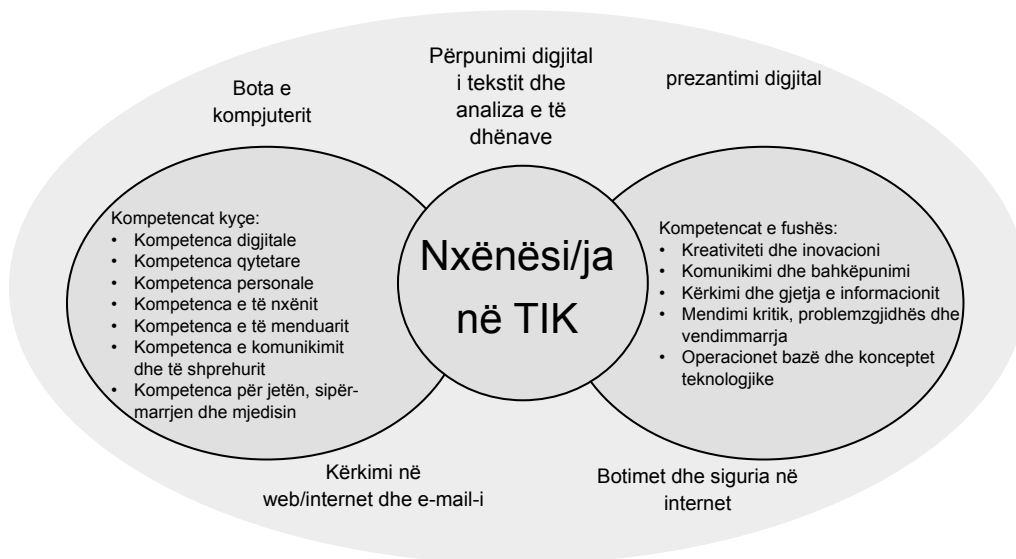 Bota e
kompjuterit
Përpunimi digjital
i tekstit dhe
analiza e të
dhënave
prezantimi digjital
Kompetencat kyçe:
• Kompetenca digjitale
• Kompetenca qytetare
• Kompetenca personale
• Kompetenca e të nxënit
• Kompetenca e të menduarit
• Kompetenca e komunikimit
dhe të shprehurit
• Kompetenca për jetën, sipër-
marrjen dhe mjedisin
Nxënësi/ja
në TIK
Kompetencat e fushës:
• Kreativiteti dhe inovacioni
• Komunikimi dhe bahkëpunimi
• Kërkimi dhe gjetja e informacionit
• Mendimi kritik, problemzgjidhës dhe
vendimmarrja
• Operacionet bazë dhe konceptet
teknologjike
Kërkimi në
web/internet dhe e-mail-i
Botimet dhe siguria në
internet